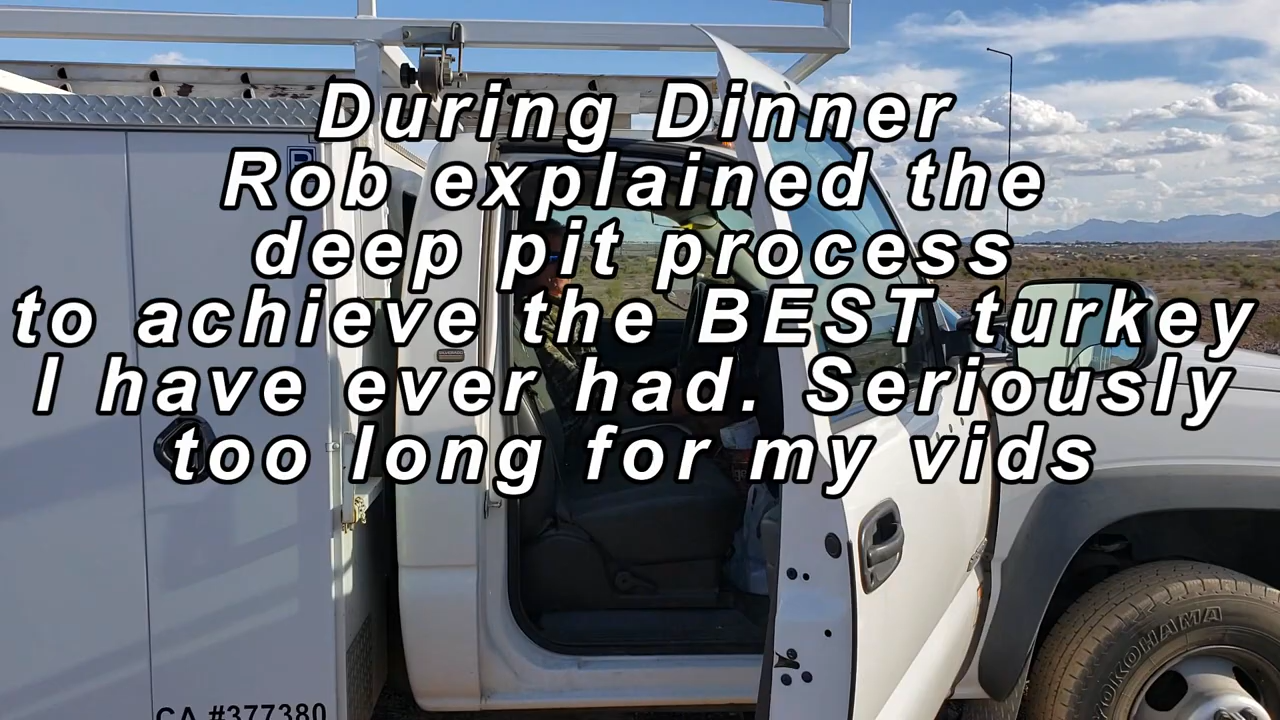 During Dinner
Rob explained the
deep pit process
to achieve the BEST turkey
I have ever had. Seriously
too long for my vids
YOKOHAMA
CA #377380